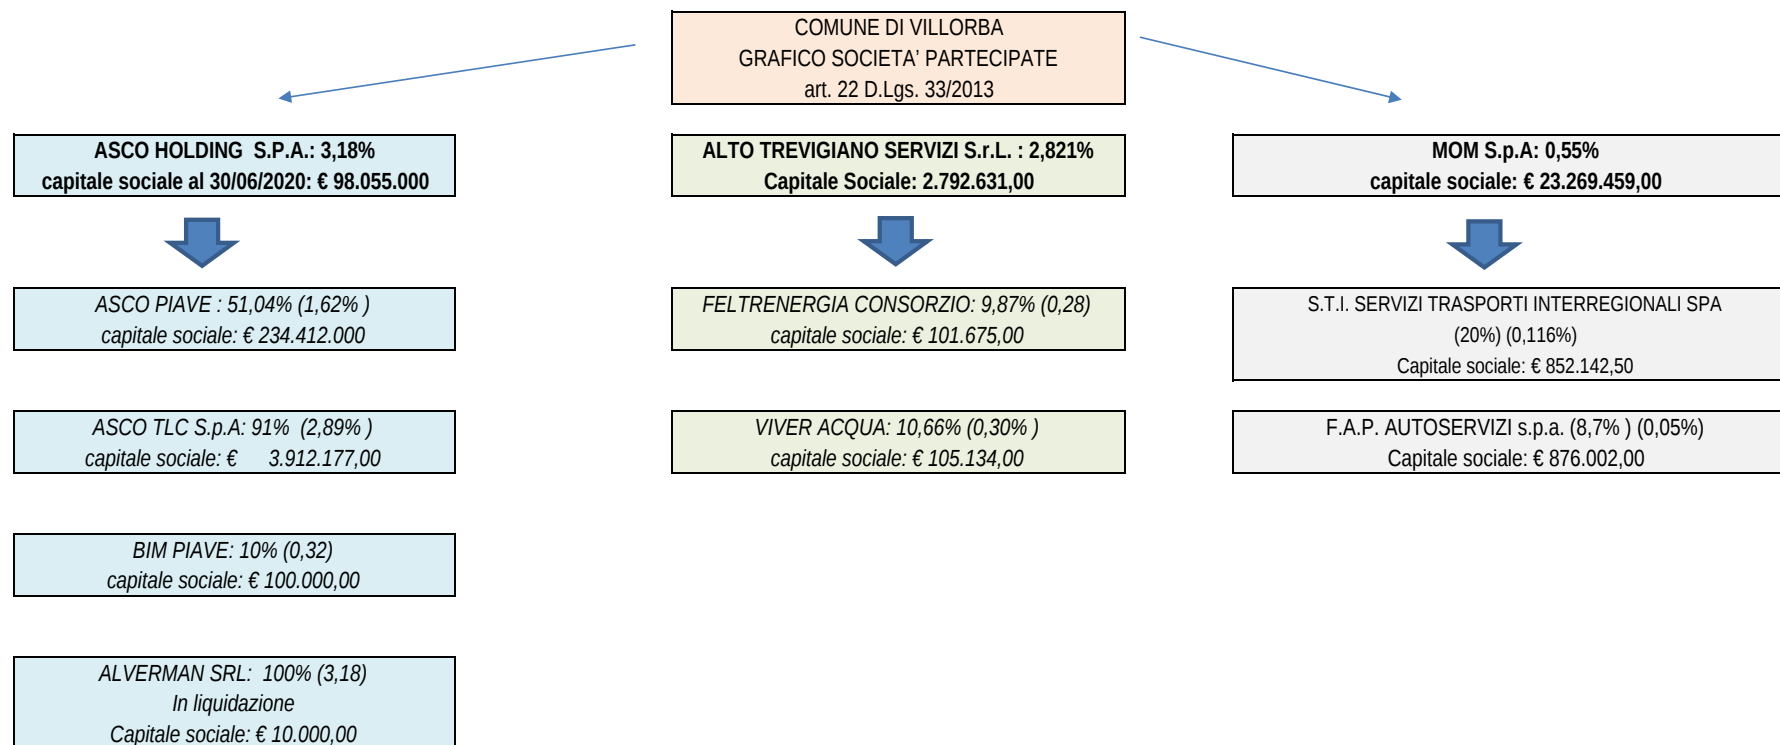 COMUNE DI VILLORBA
GRAFICO SOCIETA' PARTECIPATE
art. 22 D.Lgs. 33/2013
ASCO HOLDING  S.P.A.: 3,18%
capitale sociale al 30/06/2020: € 98.055.000
ALTO TREVIGIANO SERVIZI S.r.L. : 2,821%
Capitale Sociale: 2.792.631,00
MOM S.p.A: 0,55%
capitale sociale: € 23.269.459,00
ASCO PIAVE : 51,04% (1,62% )
capitale sociale: € 234.412.000
FELTRENERGIA CONSORZIO: 9,87% (0,28)
capitale sociale: € 101.675,00
S.T.I. SERVIZI TRASPORTI INTERREGIONALI SPA
(20%) (0,116%)
Capitale sociale: € 852.142,50
ASCO TLC S.p.A: 91%  (2,89% )
capitale sociale: €      3.912.177,00
VIVER ACQUA: 10,66% (0,30% )
capitale sociale: € 105.134,00
F.A.P. AUTOSERVIZI s.p.a. (8,7% ) (0,05%)
Capitale sociale: € 876.002,00
BIM PIAVE: 10% (0,32)
capitale sociale: € 100.000,00
ALVERMAN SRL:  100% (3,18)
In liquidazione
Capitale sociale: € 10.000,00